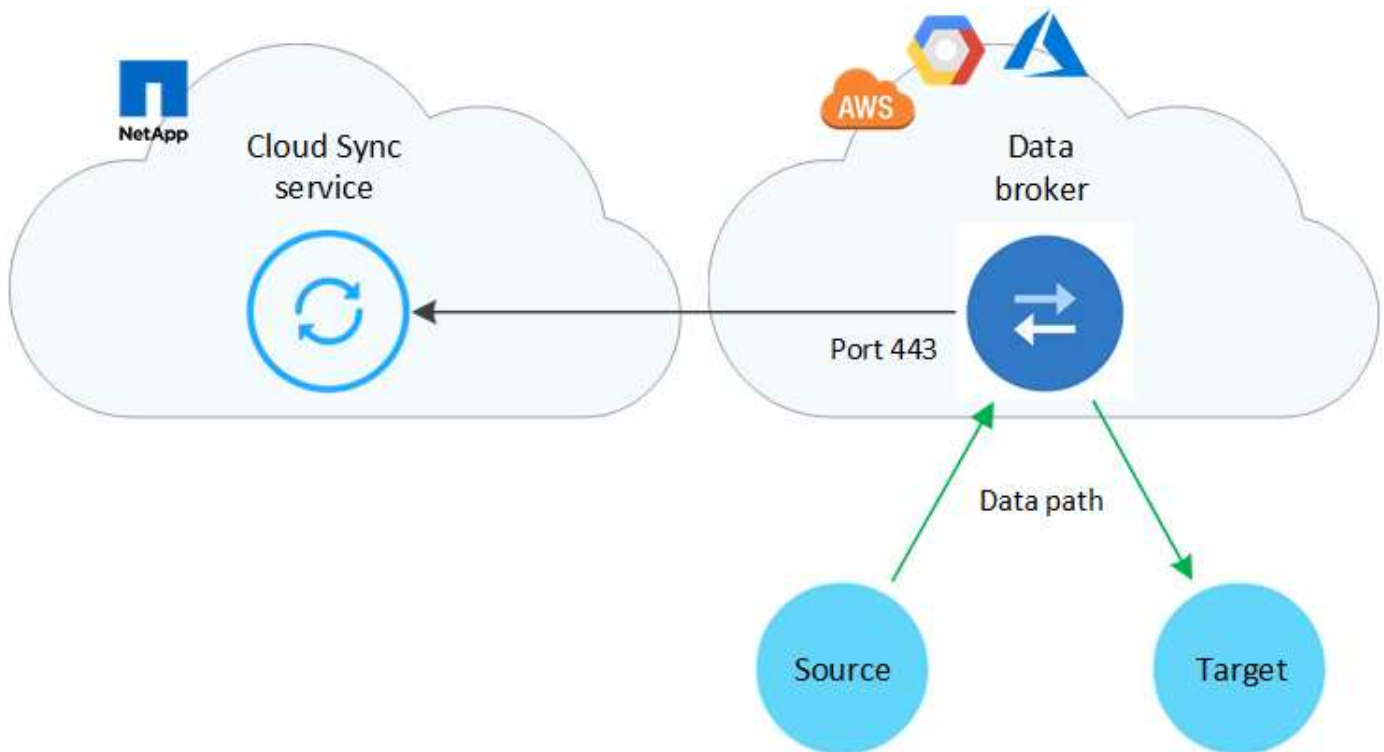 NetApp
Cloud Sync
service
AWS
Data
broker
Port 443
Data path
Source
Target